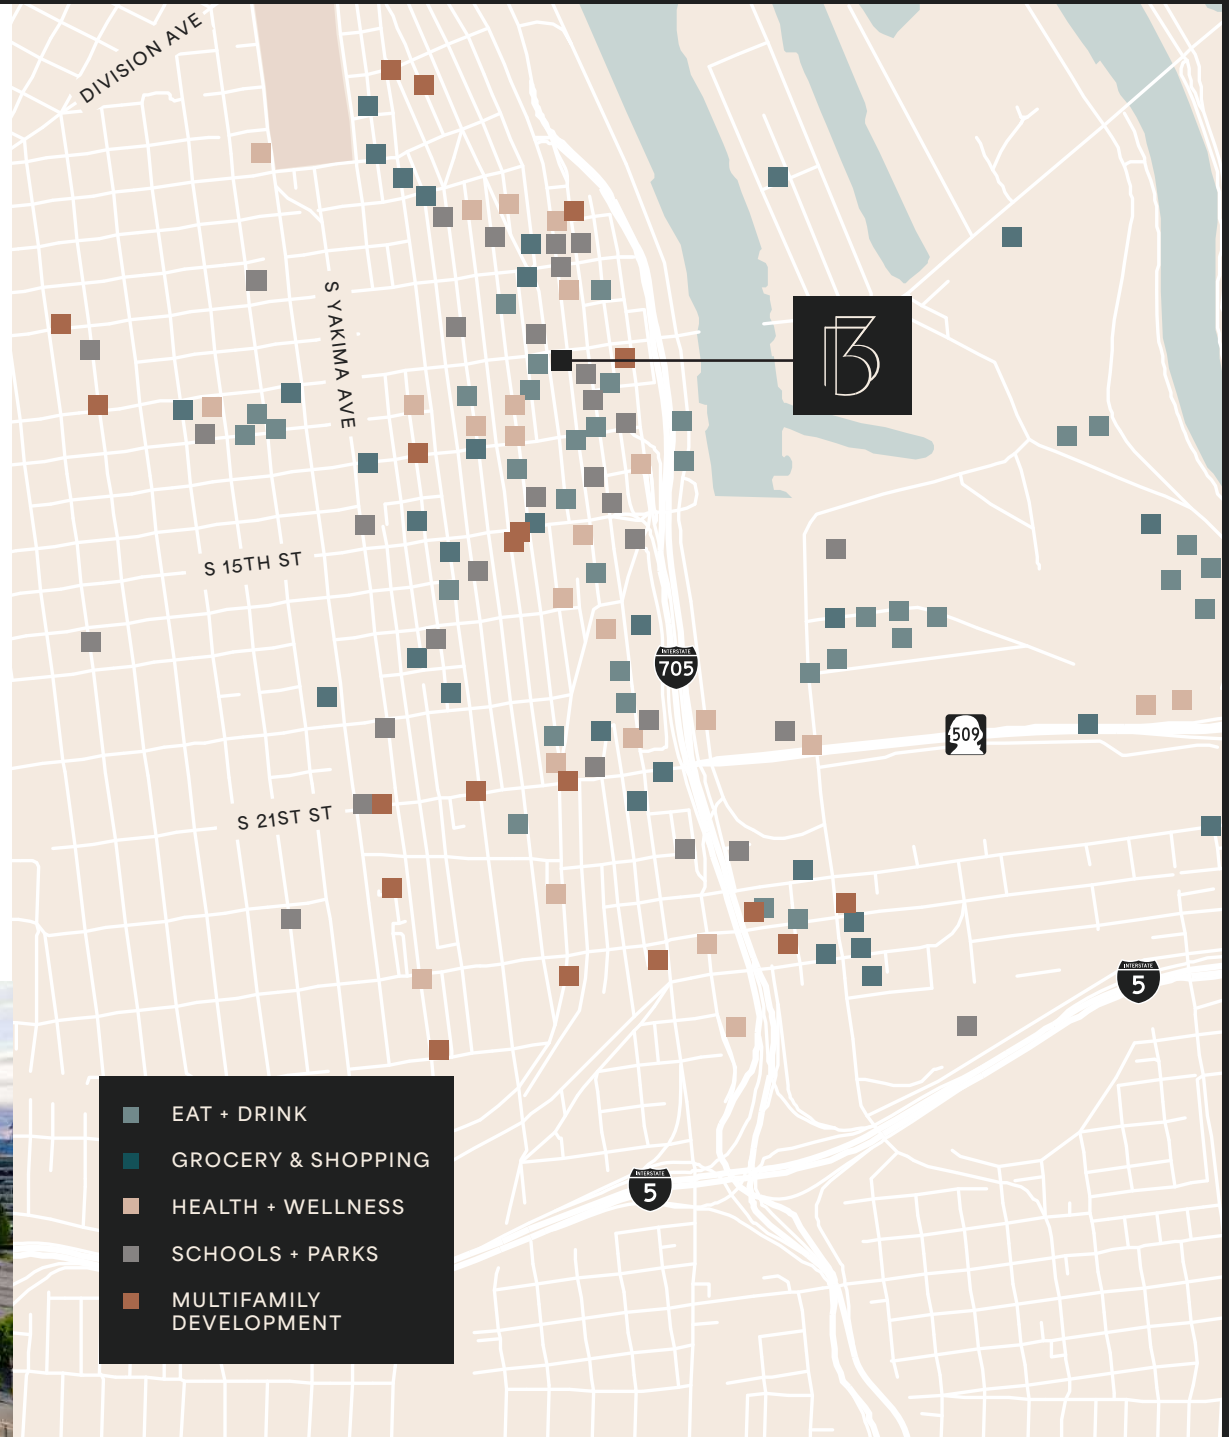 DIVISION AVE
S YAKIMA AVE
13
S 15TH ST
INTERSTATE
705
509
S 21ST ST
INTERSTATE
5
INTERSTATE
5
EAT + DRINK
GROCERY & SHOPPING
HEALTH + WELLNESS
SCHOOLS + PARKS
MULTIFAMILY
DEVELOPMENT